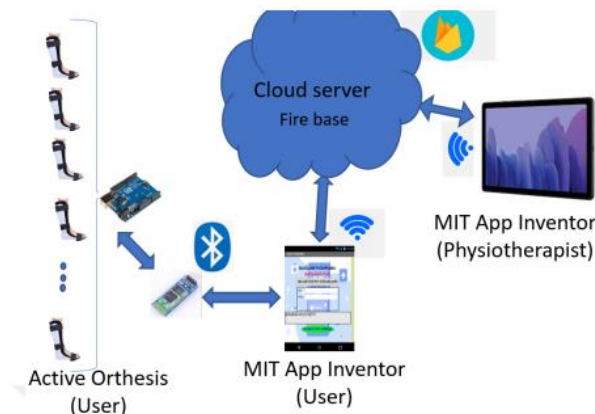 Cloud server
Fire base
MIT App Inventor
(Physiotherapist)
Active Orthesis
(User)
MIT App Inventor
(User)